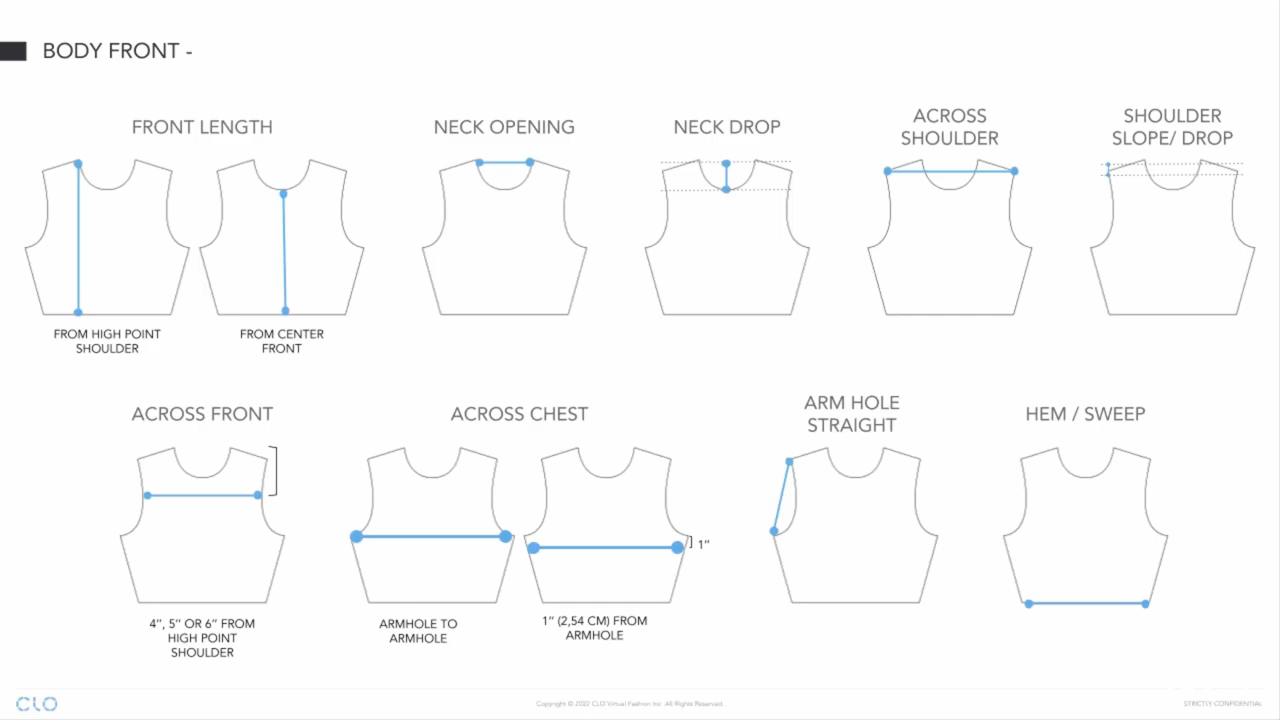 BODY FRONT -
FRONT LENGTH
NECK OPENING
NECK DROP
ACROSS
SHOULDER
SHOULDER
SLOPE/ DROP
FROM HIGH POINT
SHOULDER
FROM CENTER
FRONT
ACROSS FRONT
ACROSS CHEST
ARM HOLE
STRAIGHT
HEM / SWEEP
1”
4”, 5” OR 6” FROM
HIGH POINT
SHOULDER
ARMHOLE TO
ARMHOLE
1” (2,54 CM) FROM
ARMHOLE
CLO
Copyright © 2022 CLO Virtual Fashion Inc. All Rights Reserved.
STRICTLY CONFIDENTIAL